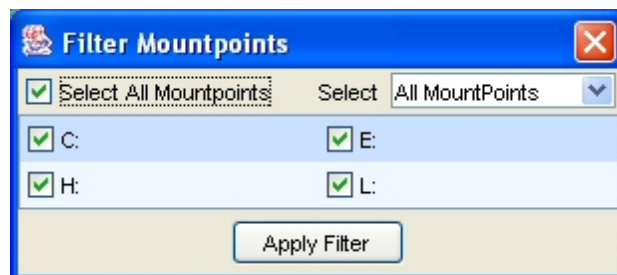 Filter Mountpoints
Select All Mountpoints Select All MountPoints
C: E:
H: L:
Apply Filter